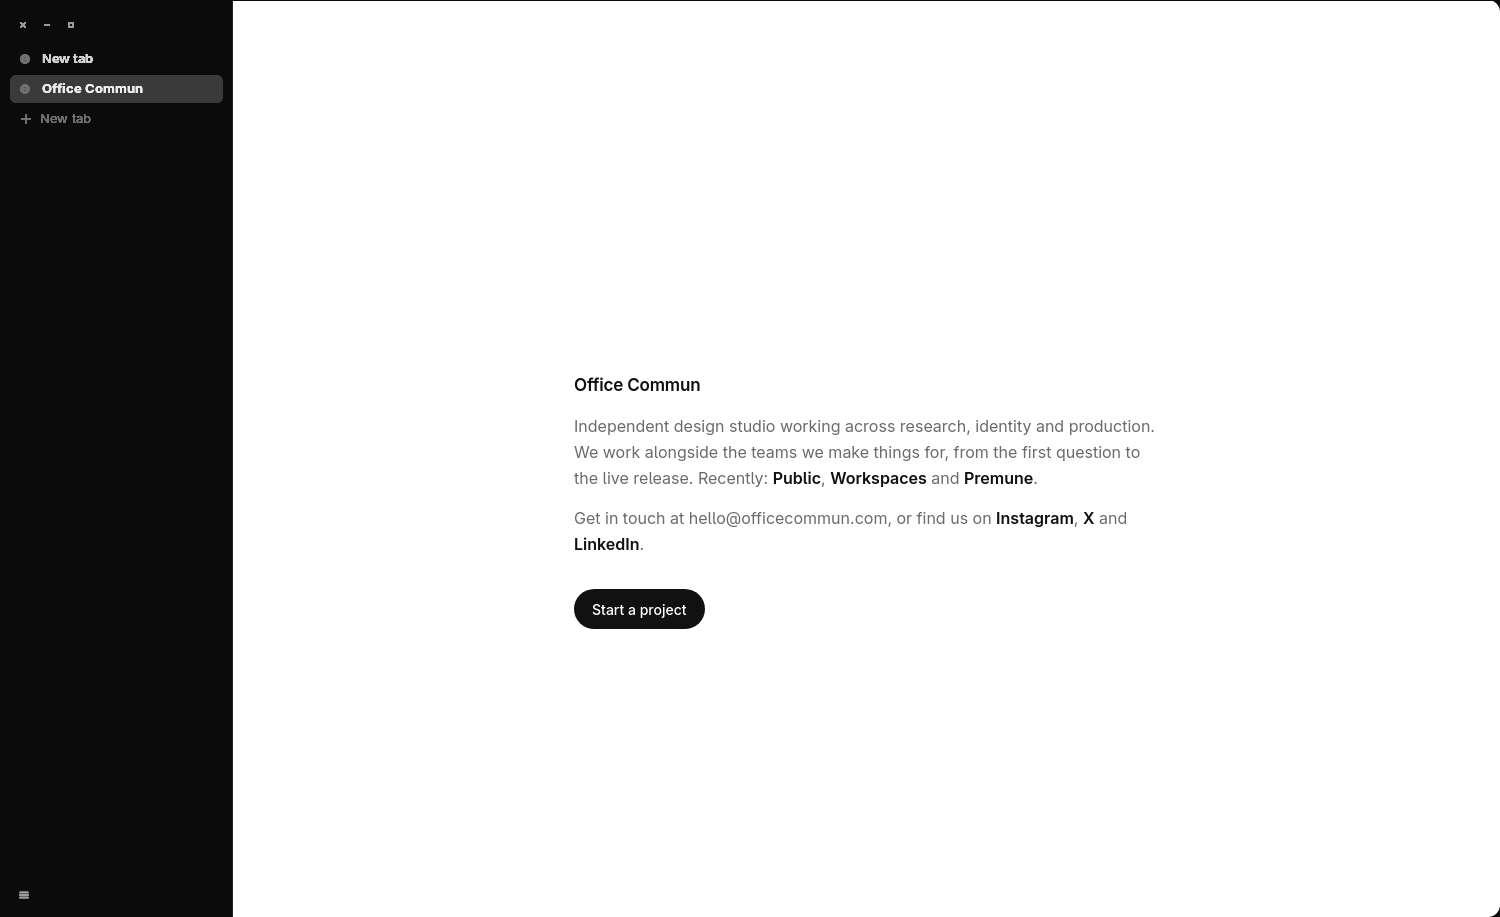 New tab
Office Commun
New tab
Office Commun
Independent design studio working across research, identity and production.
We work alongside the teams we make things for, from the first question to
the live release. Recently: Public, Workspaces and Premune.
Get in touch at hello@officecommun.com, or find us on Instagram, X and
LinkedIn.
Start a project